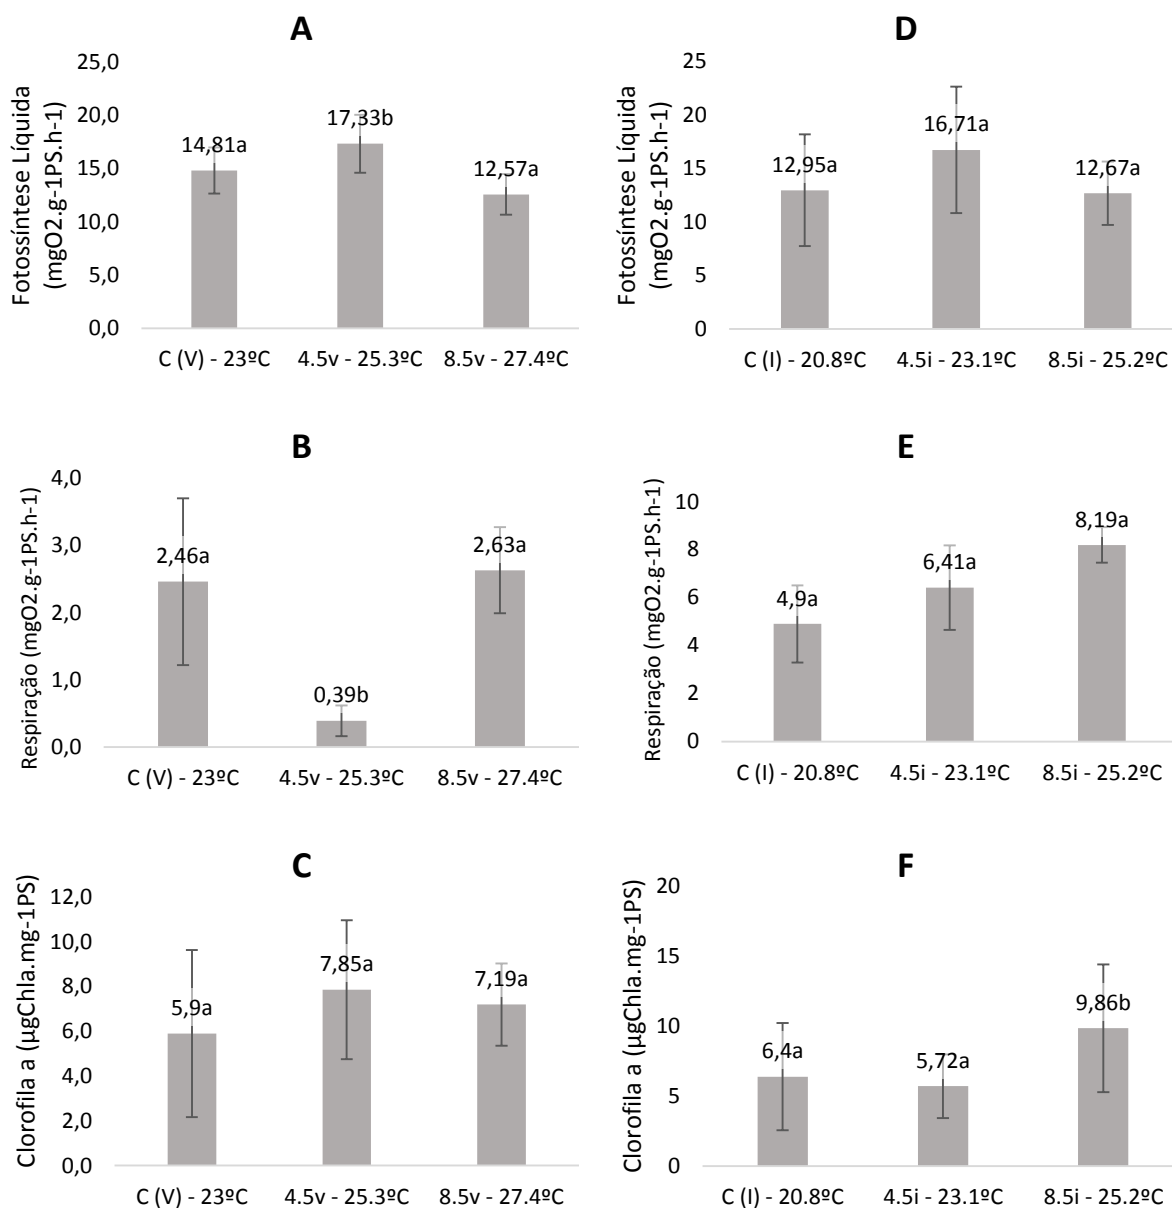 A
Fotossíntese Líquida
(mgO2.g-1PS.h-1)
25,0
20,0
15,0
10,0
5,0
0,0
14,81a
17,33b
12,57a
C (V) - 23ºC
4.5v - 25.3ºC
8.5v - 27.4ºC
D
Fotossíntese Líquida
(mgO2.g-1PS.h-1)
25
20
15
10
5
0
12,95a
16,71a
12,67a
C (I) - 20.8ºC
4.5i - 23.1ºC
8.5i - 25.2ºC
B
Respiração (mgO2.g-1PS.h-1)
4,0
3,0
2,0
1,0
0,0
2,46a
0,39b
2,63a
C (V) - 23ºC
4.5v - 25.3ºC
8.5v - 27.4ºC
E
Respiração (mgO2.g-1PS.h-1)
10
8
6
4
2
0
4,9a
6,41a
8,19a
C (I) - 20.8ºC
4.5i - 23.1ºC
8.5i - 25.2ºC
C
Clorofila a (µgChla.mg-1PS)
12,0
10,0
8,0
6,0
4,0
2,0
0,0
5,9a
7,85a
7,19a
C (V) - 23ºC
4.5v - 25.3ºC
8.5v - 27.4ºC
F
Clorofila a (µgChla.mg-1PS)
20
15
10
5
0
6,4a
5,72a
9,86b
C (I) - 20.8ºC
4.5i - 23.1ºC
8.5i - 25.2ºC